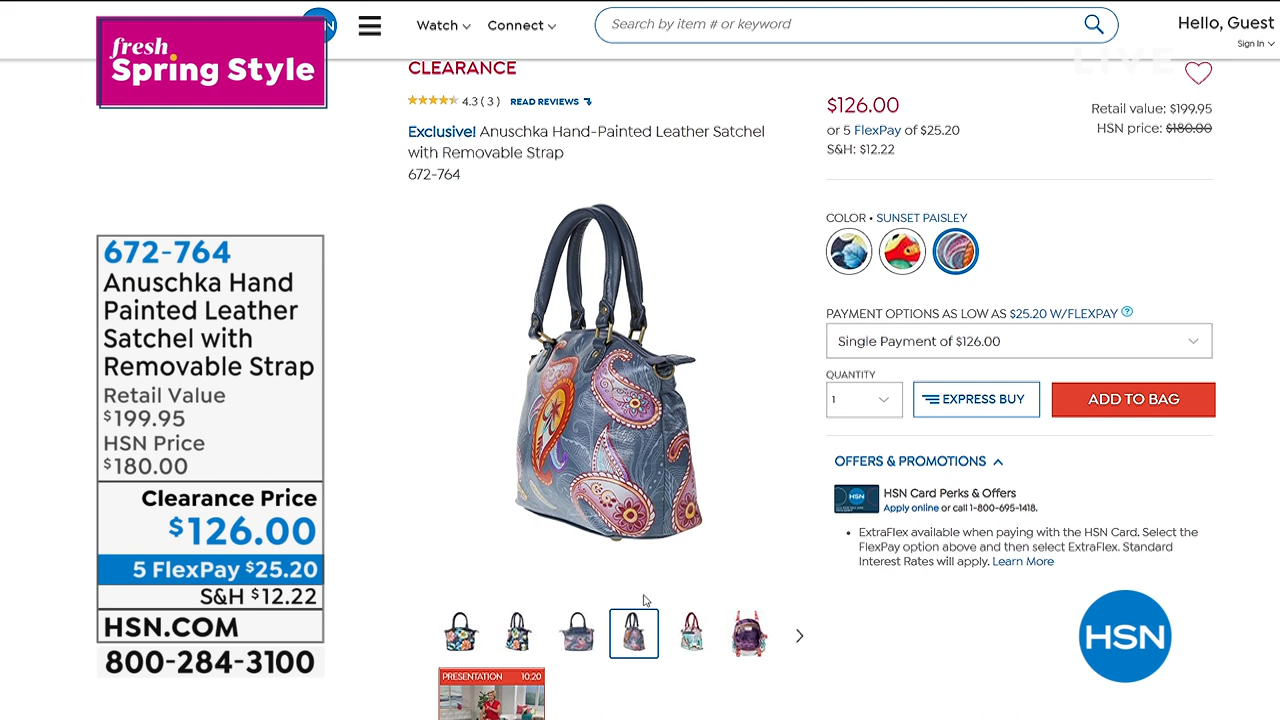 fresh
Spring Style
N
Watch
Connect
Search by item # or keyword
Hello, Guest
Sign In
LIVE
CLEARANCE
4.3 ( 3 )
READ REVIEWS
Exclusive! Anuschka Hand-Painted Leather Satchel
with Removable Strap
672-764
$126.00
or 5 FlexPay of $25.20
S&H: $12.22
Retail value: $199.95
HSN price: $180.00
COLOR • SUNSET PAISLEY
PAYMENT OPTIONS AS LOW AS $25.20 W/FLEXPAY ?
Single Payment of $126.00
QUANTITY
1
EXPRESS BUY
ADD TO BAG
OFFERS & PROMOTIONS
HSN
HSN Card Perks & Offers
Apply online or call 1-800-695-1418.
• ExtraFlex available when paying with the HSN Card. Select the
FlexPay option above and then select ExtraFlex. Standard
Interest Rates will apply. Learn More
672-764
Anuschka Hand
Painted Leather
Satchel with
Removable Strap
Retail Value
$199.95
HSN Price
$180.00
Clearance Price
$126.00
5 FlexPay $25.20
S&H $12.22
HSN.COM
800-284-3100
PRESENTATION 10:20
HSN